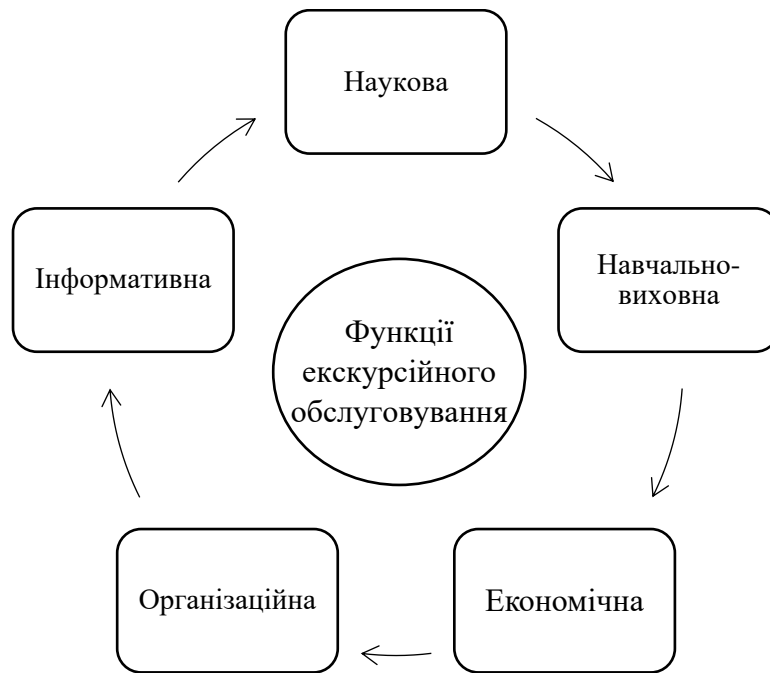 Наукова
Навчально-
виховна
Економічна
Організаційна
Інформативна
Функції
екскурсійного
обслуговування